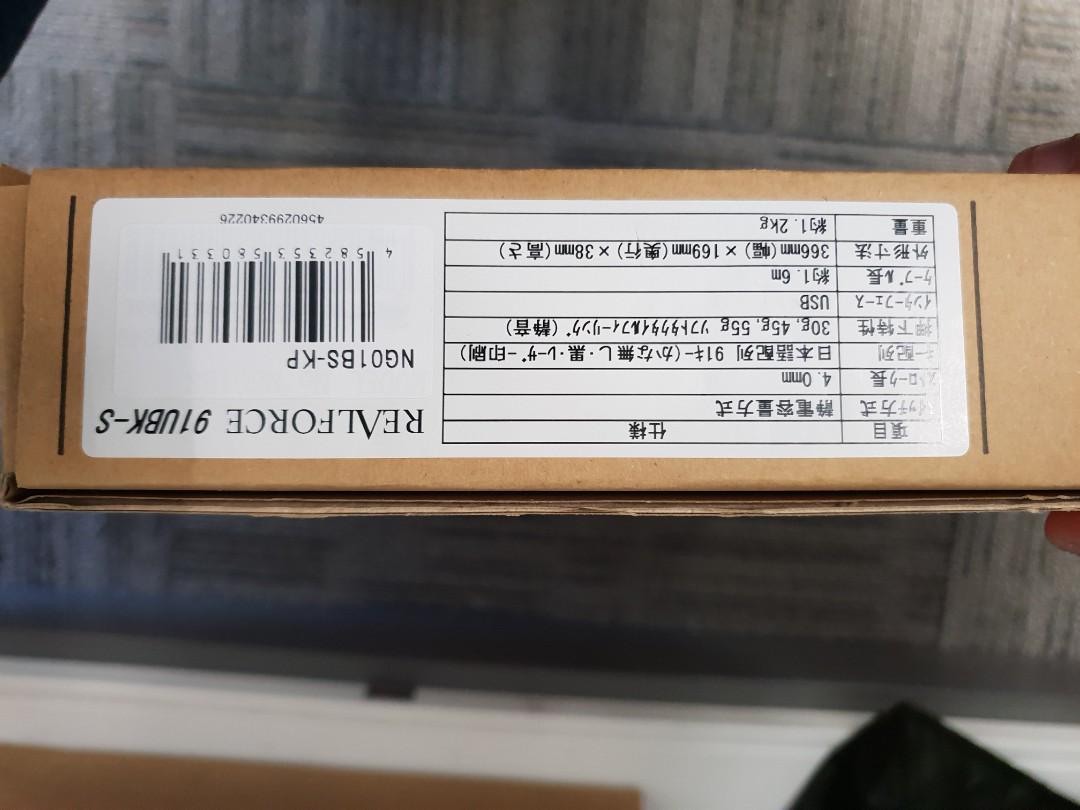 REALFORCE 91UBK-S
NG01BS-KP
4 582353 580331
4560299340226
項目 仕様
ｲｯﾁ方式 静電容量方式
ｽﾄﾛｰｸ長 4.0mm
ｷｰ配列 日本語配列 91ｷｰ(かな無し・黒・ﾚｰｻﾞｰ印刷)
押下特性 30g,45g,55g ソフトタクタイルフィーリング(静音)
インターフェース USB
ｹｰﾌﾞﾙ長 約1.6m
外形寸法 366mm(幅)×169mm(奥行)×38mm(高さ)
重量 約1.2kg